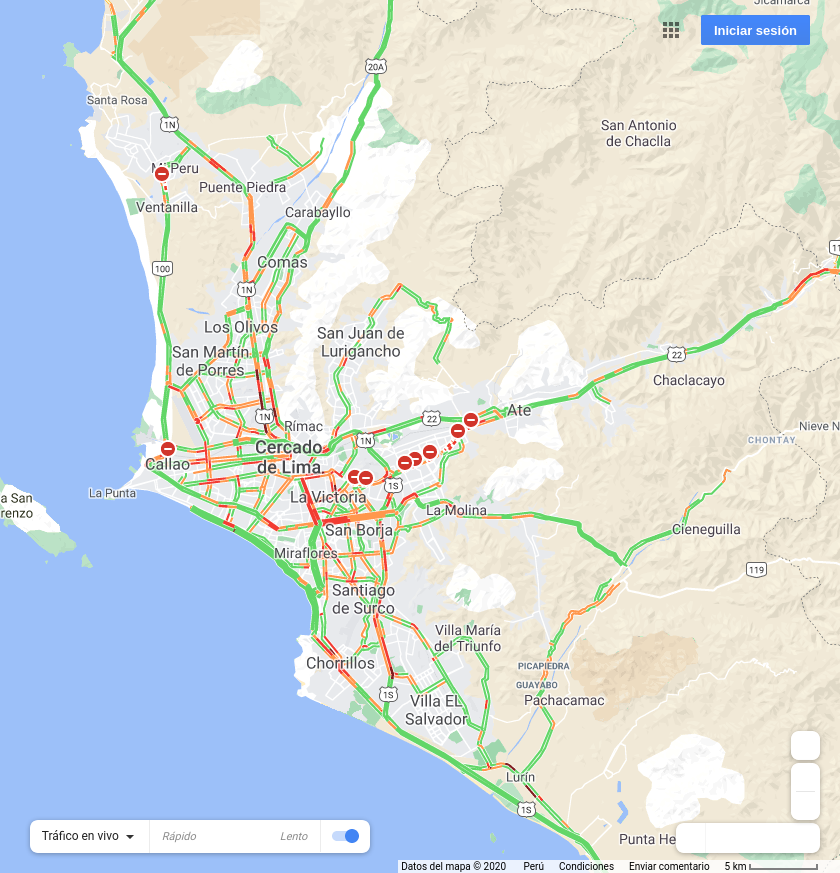 Jicamarca
Iniciar sesión
20A
Santa Rosa
1N
San Antonio
de Chaclla
Mi Peru
Puente Piedra
Ventanilla
Carabayllo
100
Comas
1N
Los Olivos
San Juan de
Lurigancho
San Martín
de Porres
22
Chaclacayo
1N
Rímac
22
Ate
Nieve N
1N
CHONTAY
Cercado
de Lima
Callao
1S
La Punta
a San
renzo
La Victoria
La Molina
San Borja
Cieneguilla
Miraflores
119
Santiago
de Surco
Villa María
del Triunfo
Chorrillos
PICAPIEDRA
GUAYABO
1S
Villa EL
Salvador
Pachacamac
Lurín
1S
Punta He
Tráfico en vivo
Rápido
Lento
Datos del mapa © 2020
Perú
Condiciones
Enviar comentario
5 km